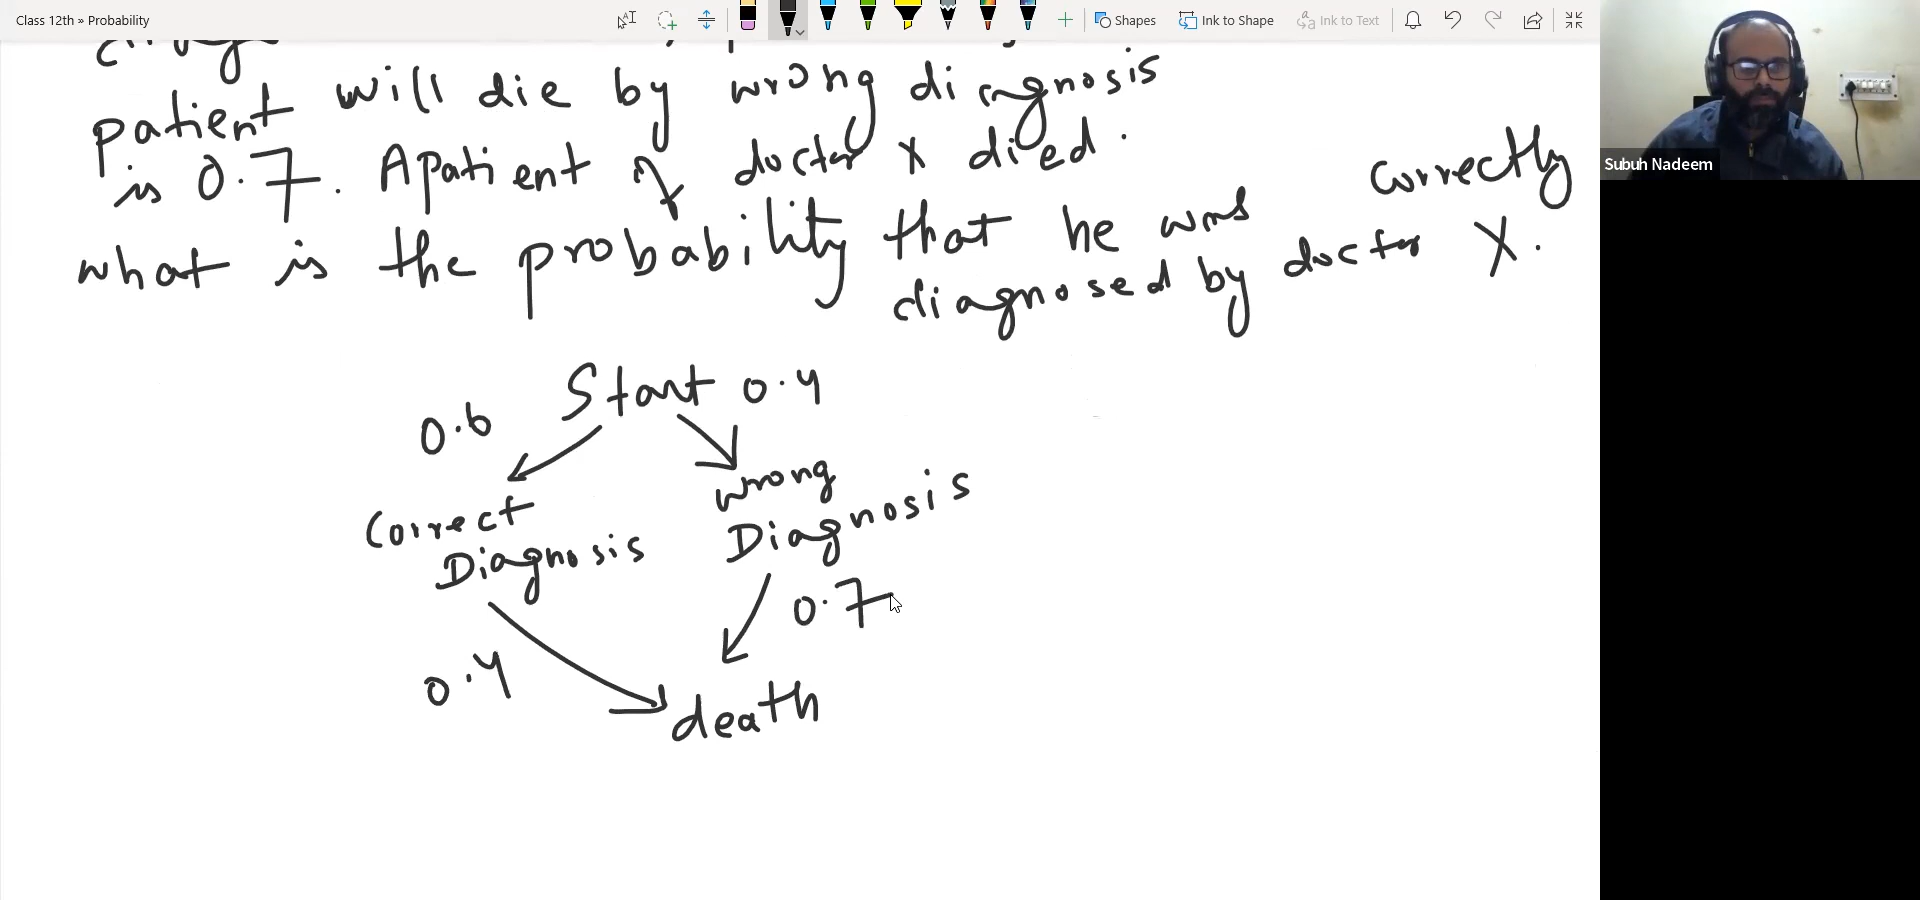 Class 12th » Probability
Shapes
Ink to Shape
Ink to Text
patient will die by wrong diagnosis
is 0.7. A patient of doctor X died.
what is the probability that he was correctly
diagnosed by doctor X.
Start
0.6
0.4
Correct
Diagnosis
Wrong
Diagnosis
0.4
0.7
death
Subuh Nadeem